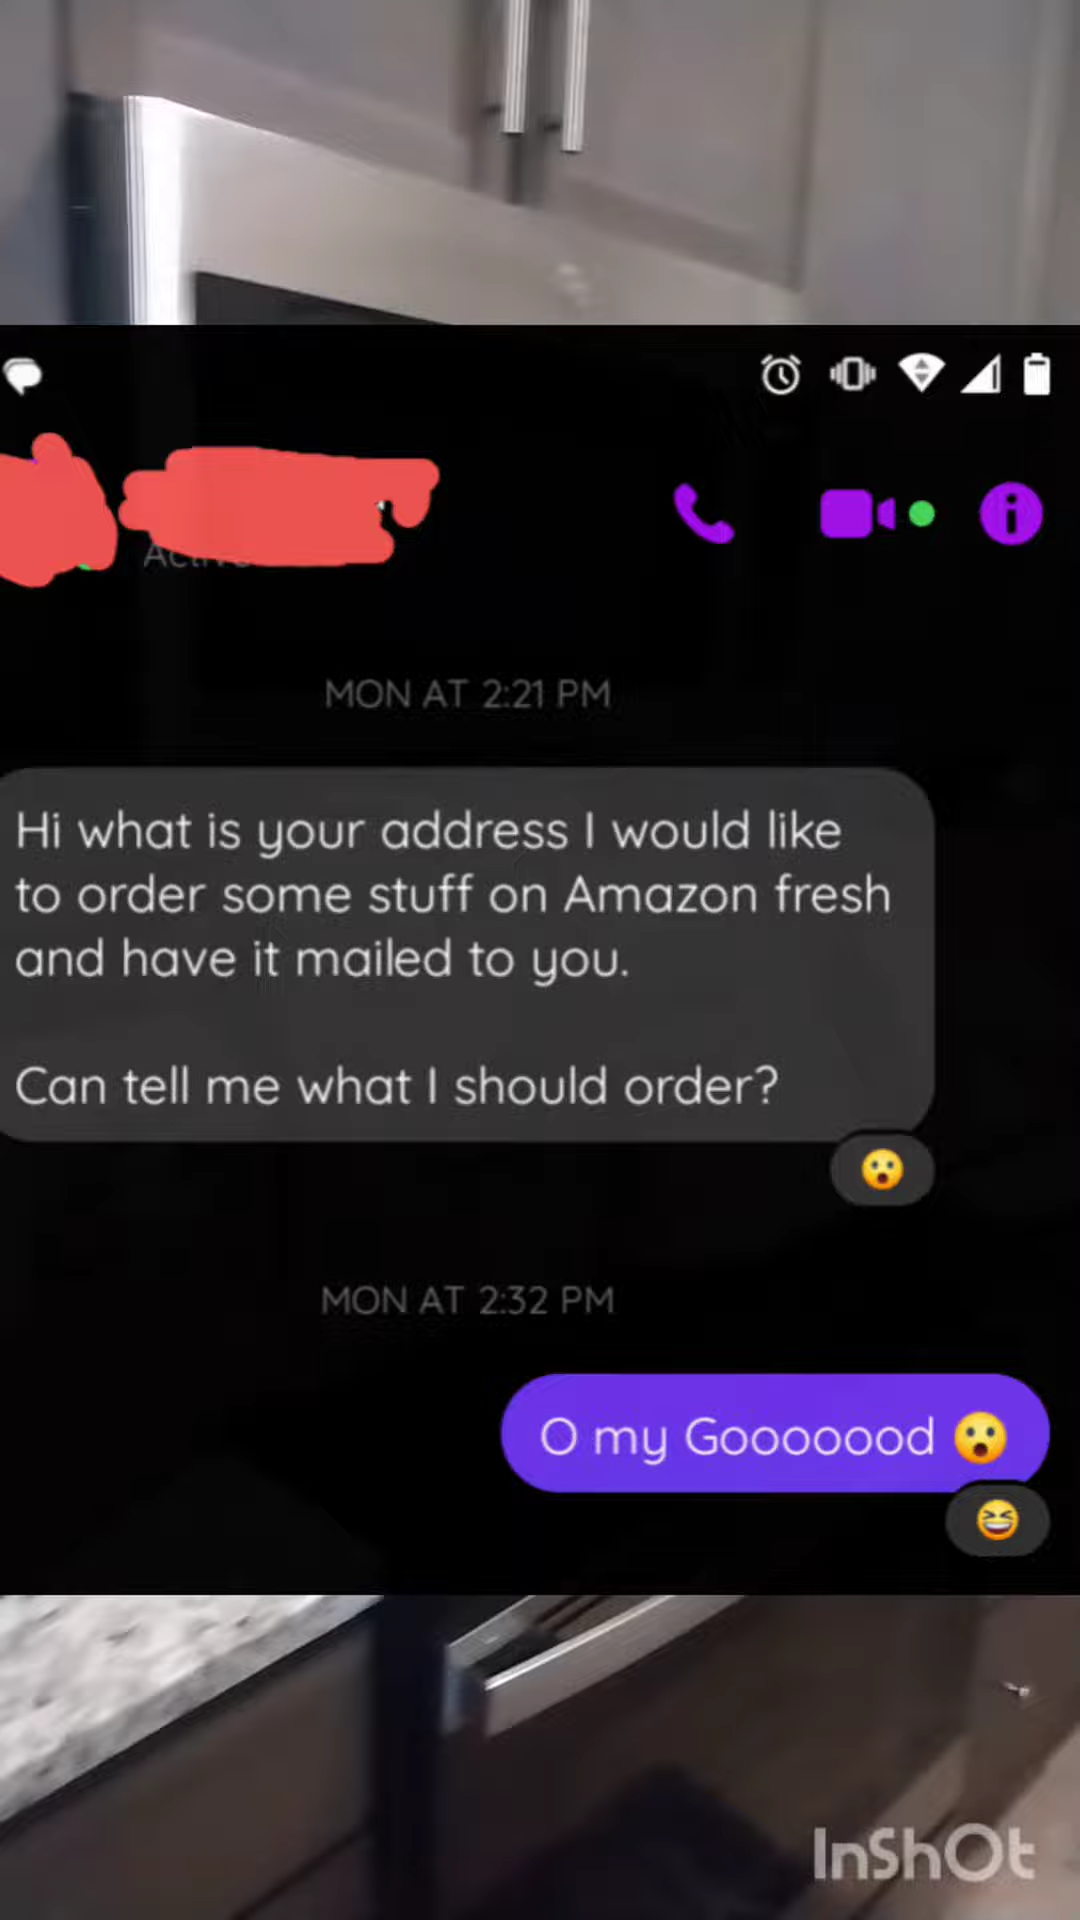 Active
MON AT 2:21 PM
Hi what is your address I would like
to order some stuff on Amazon fresh
and have it mailed to you.
Can tell me what I should order?
😮
MON AT 2:32 PM
O my Gooooood 😮
😆
InShOt